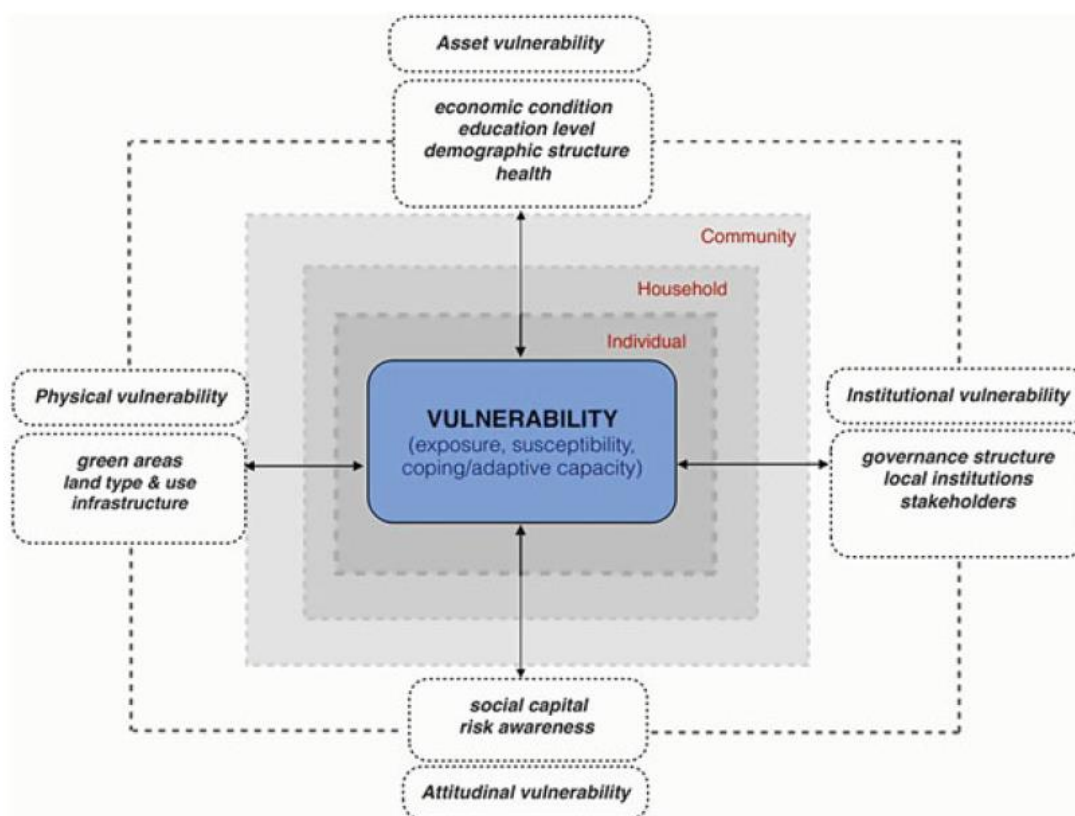 Asset vulnerability
economic condition
education level
demographic structure
health
Community
Household
Individual
Physical vulnerability
green areas
land type & use
infrastructure
VULNERABILITY
(exposure, susceptibility,
coping/adaptive capacity)
Institutional vulnerability
governance structure
local institutions
stakeholders
social capital
risk awareness
Attitudinal vulnerability